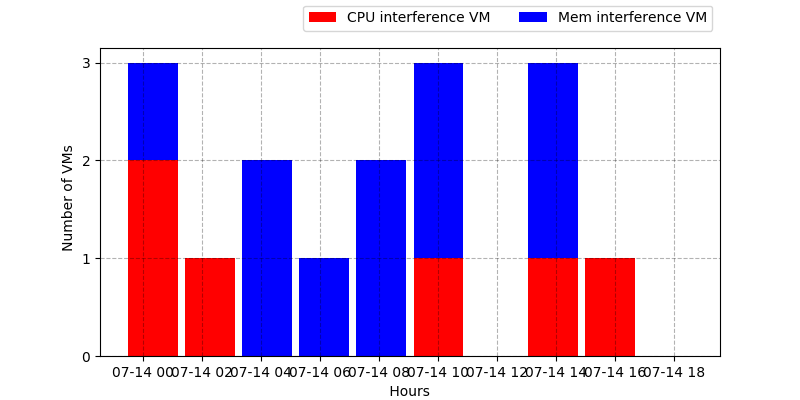 CPU interference VM Mem interference VM
3
2
1
0
Number of VMs
07-14 00 07-14 02 07-14 04 07-14 06 07-14 08 07-14 10 07-14 12 07-14 14 07-14 16 07-14 18
Hours